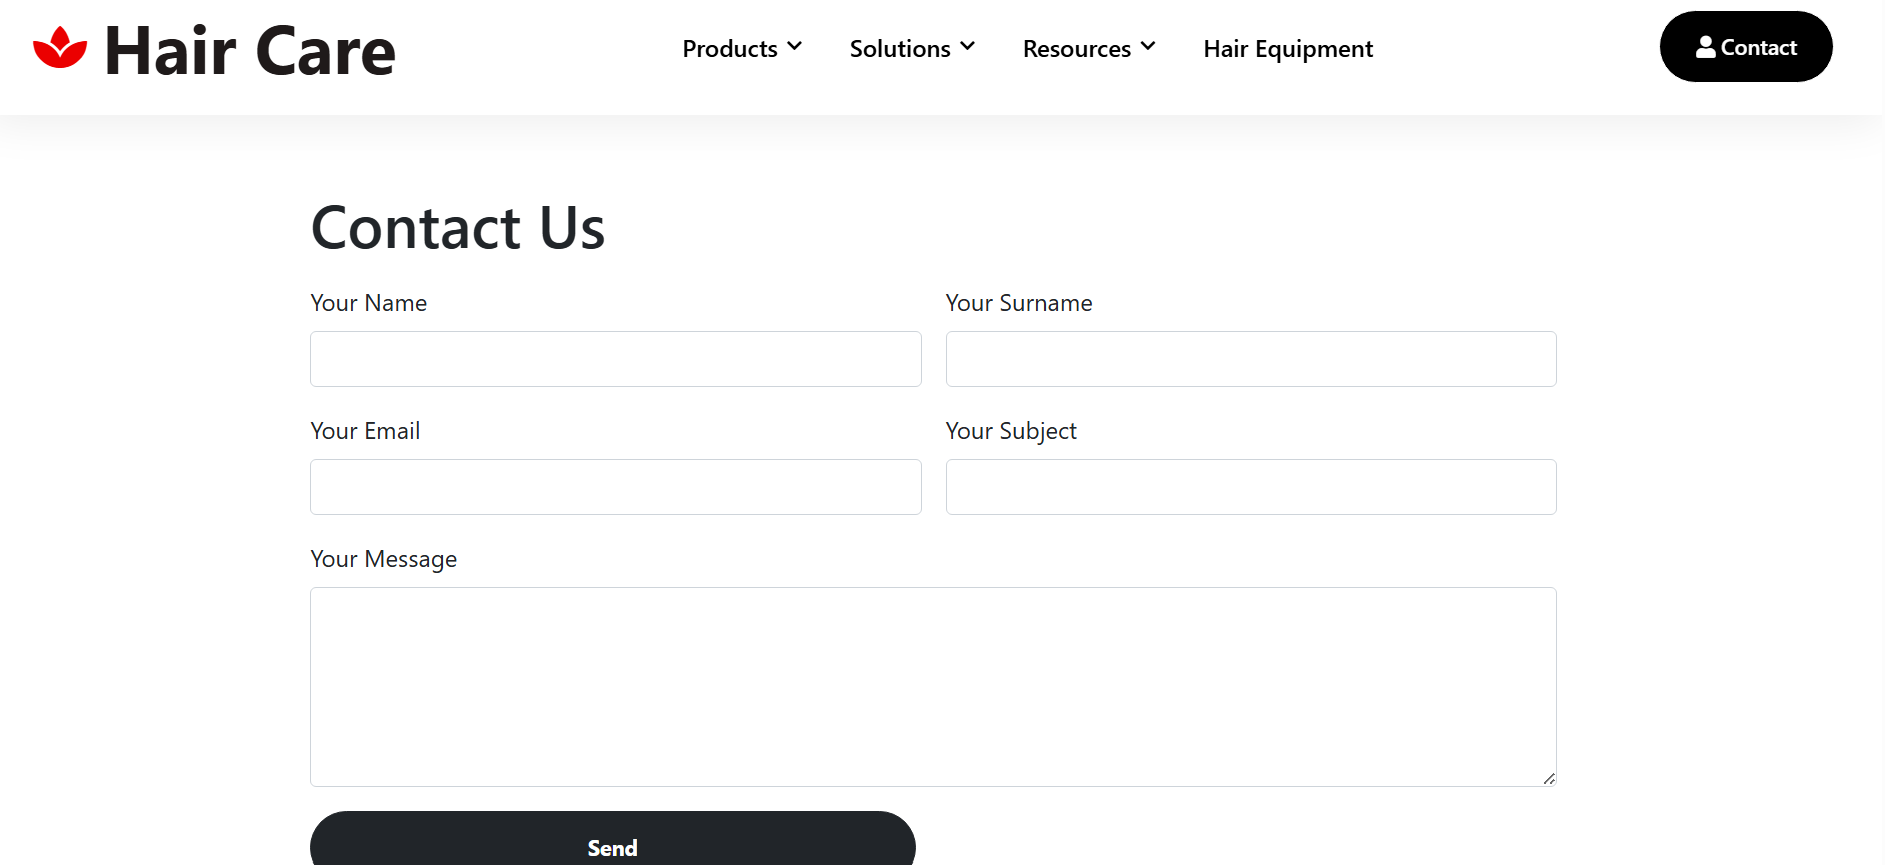 Hair Care
Products
Solutions
Resources
Hair Equipment
Contact
Contact Us
Your Name
Your Surname
Your Email
Your Subject
Your Message
Send